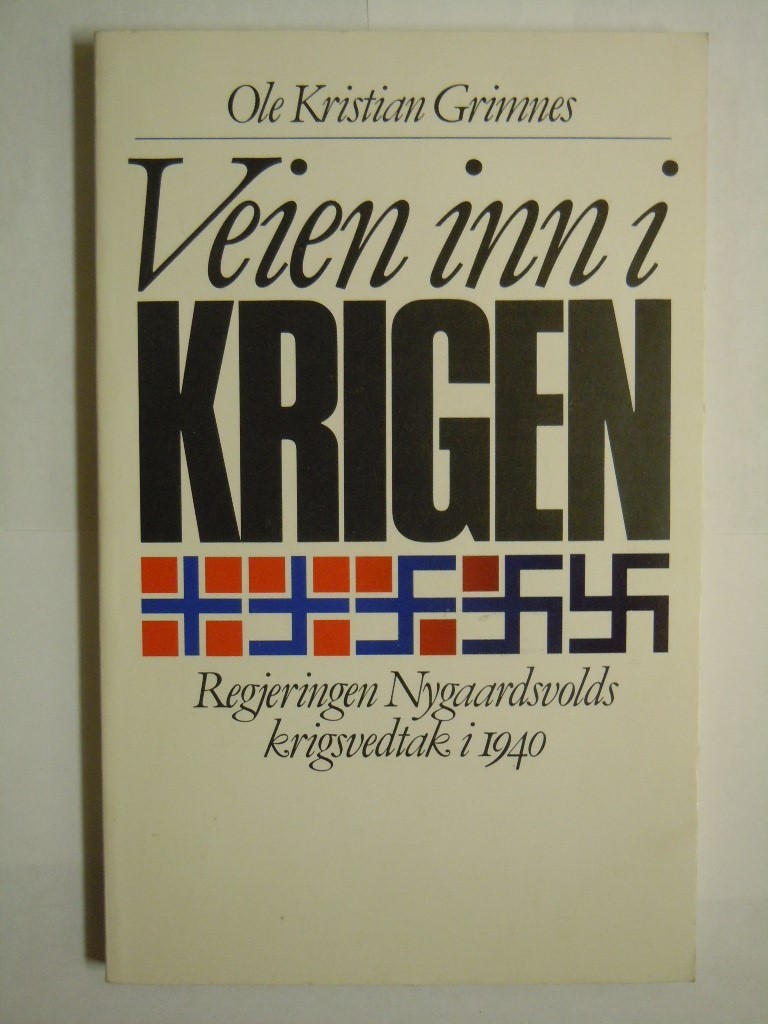 Ole Kristian Grimnes
Veien inn i
KRIGEN
Regjeringen Nygaardsvolds
krigsvedtak i 1940